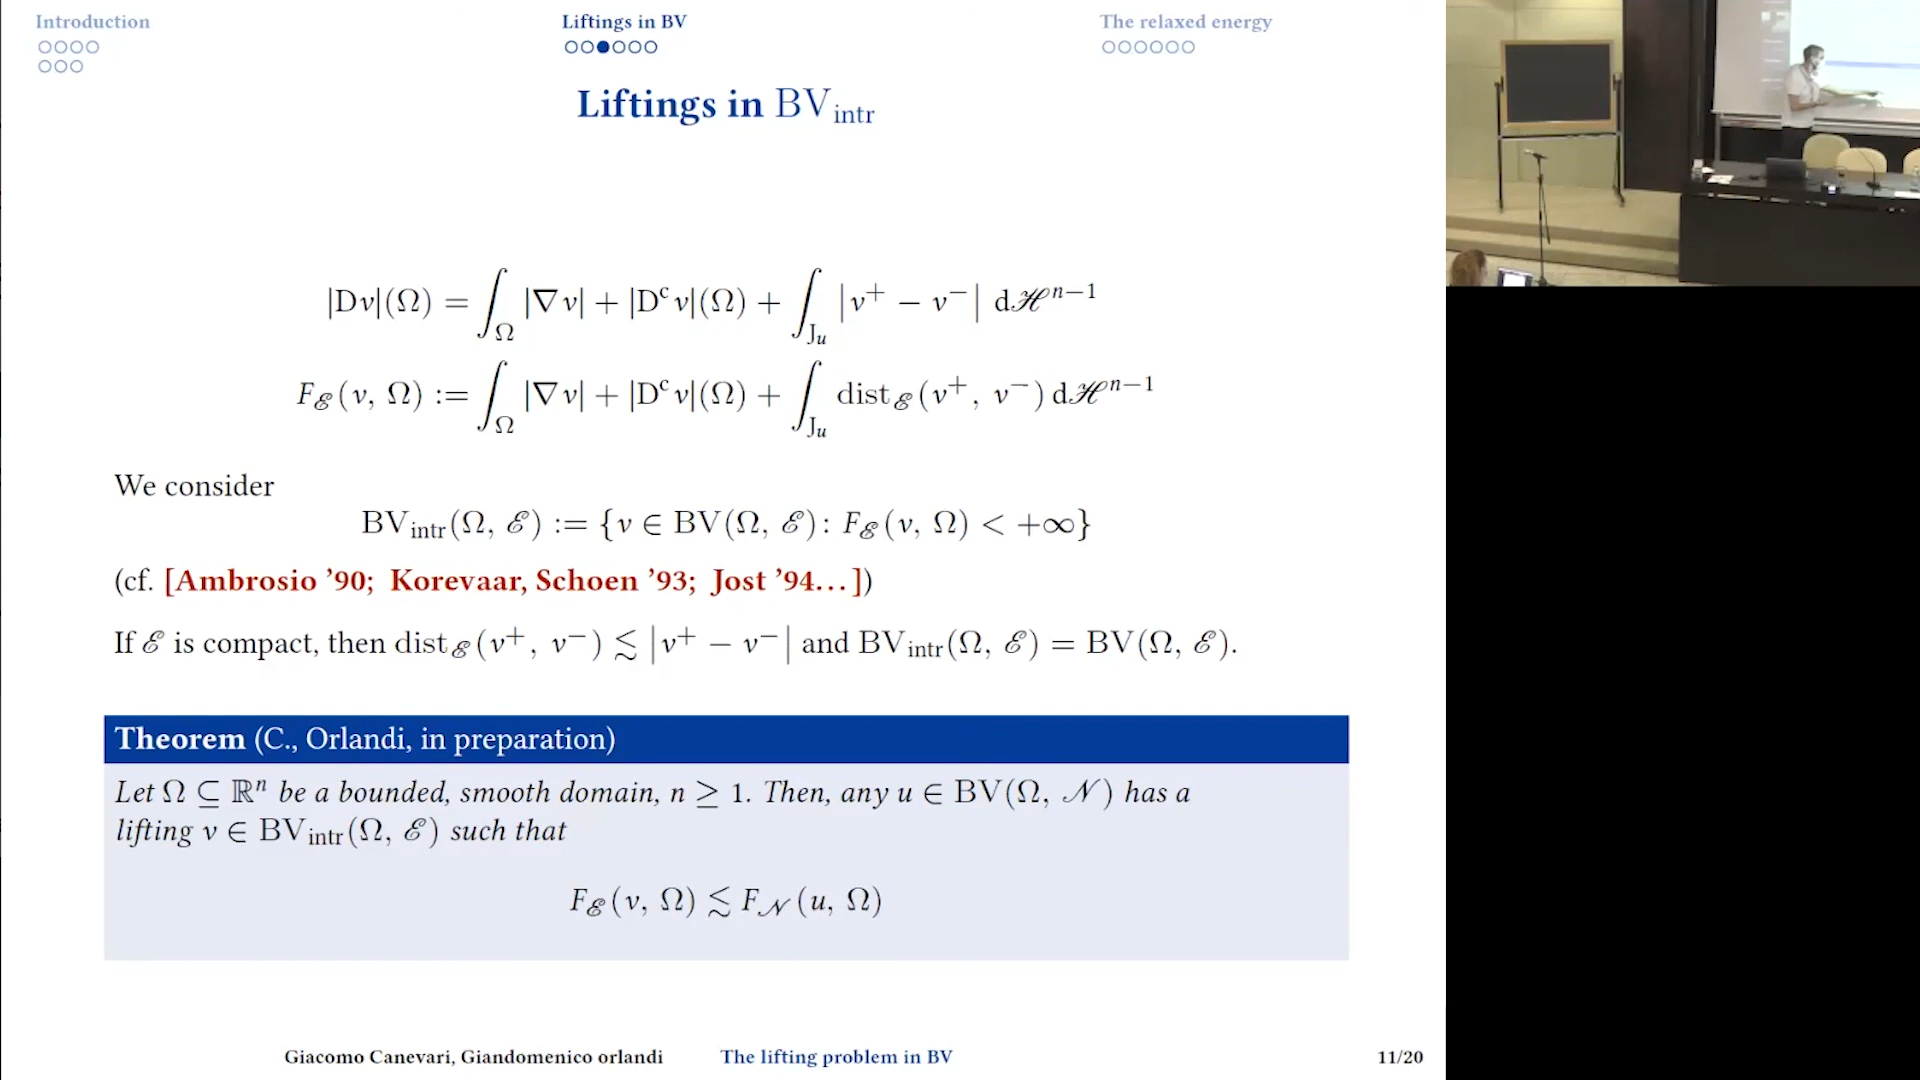 Introduction
Liftings in BV
The relaxed energy
Liftings in BV_intr
|Dv|(Ω) = ∫_Ω |∇v| + |D^c v|(Ω) + ∫_{J_u} |v⁺ − v⁻| dℋ^{n−1}
F_ℰ(v, Ω) := ∫_Ω |∇v| + |D^c v|(Ω) + ∫_{J_u} dist_ℰ(v⁺, v⁻) dℋ^{n−1}
We consider
BV_intr(Ω, ℰ) := {v ∈ BV(Ω, ℰ): F_ℰ(v, Ω) < +∞}
(cf. [Ambrosio ’90; Korevaar, Schoen ’93; Jost ’94…])
If ℰ is compact, then dist_ℰ(v⁺, v⁻) ≲ |v⁺ − v⁻| and BV_intr(Ω, ℰ) = BV(Ω, ℰ).
Theorem (C., Orlandi, in preparation)
Let Ω ⊆ ℝⁿ be a bounded, smooth domain, n ≥ 1. Then, any u ∈ BV(Ω, 𝒩) has a
lifting v ∈ BV_intr(Ω, ℰ) such that
F_ℰ(v, Ω) ≲ F_𝒩(u, Ω)
Giacomo Canevari, Giandomenico orlandi
The lifting problem in BV
11/20